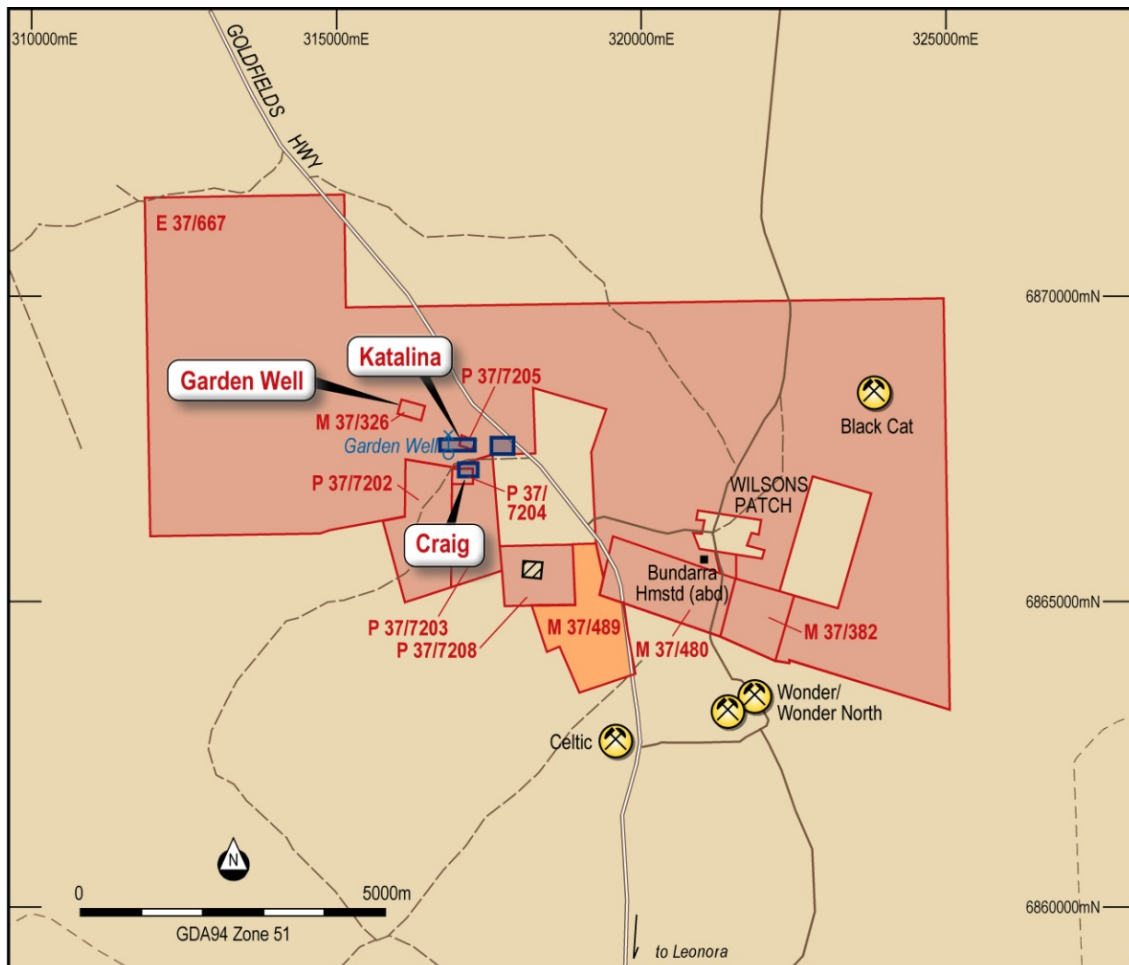 310000mE
315000mE
320000mE
325000mE
GOLDFIELDS
HWY
E 37/667
6870000mN
Katalina
Garden Well
P 37/7205
M 37/326
Black Cat
Garden Well
P 37/7202
P 37/
7204
WILSONS
PATCH
Craig
Bundarra
Hmstd (abd)
6865000mN
P 37/7203
M 37/489
M 37/382
P 37/7208
M 37/480
Wonder/
Wonder North
Celtic
N
0
5000m
GDA94 Zone 51
6860000mN
to Leonora